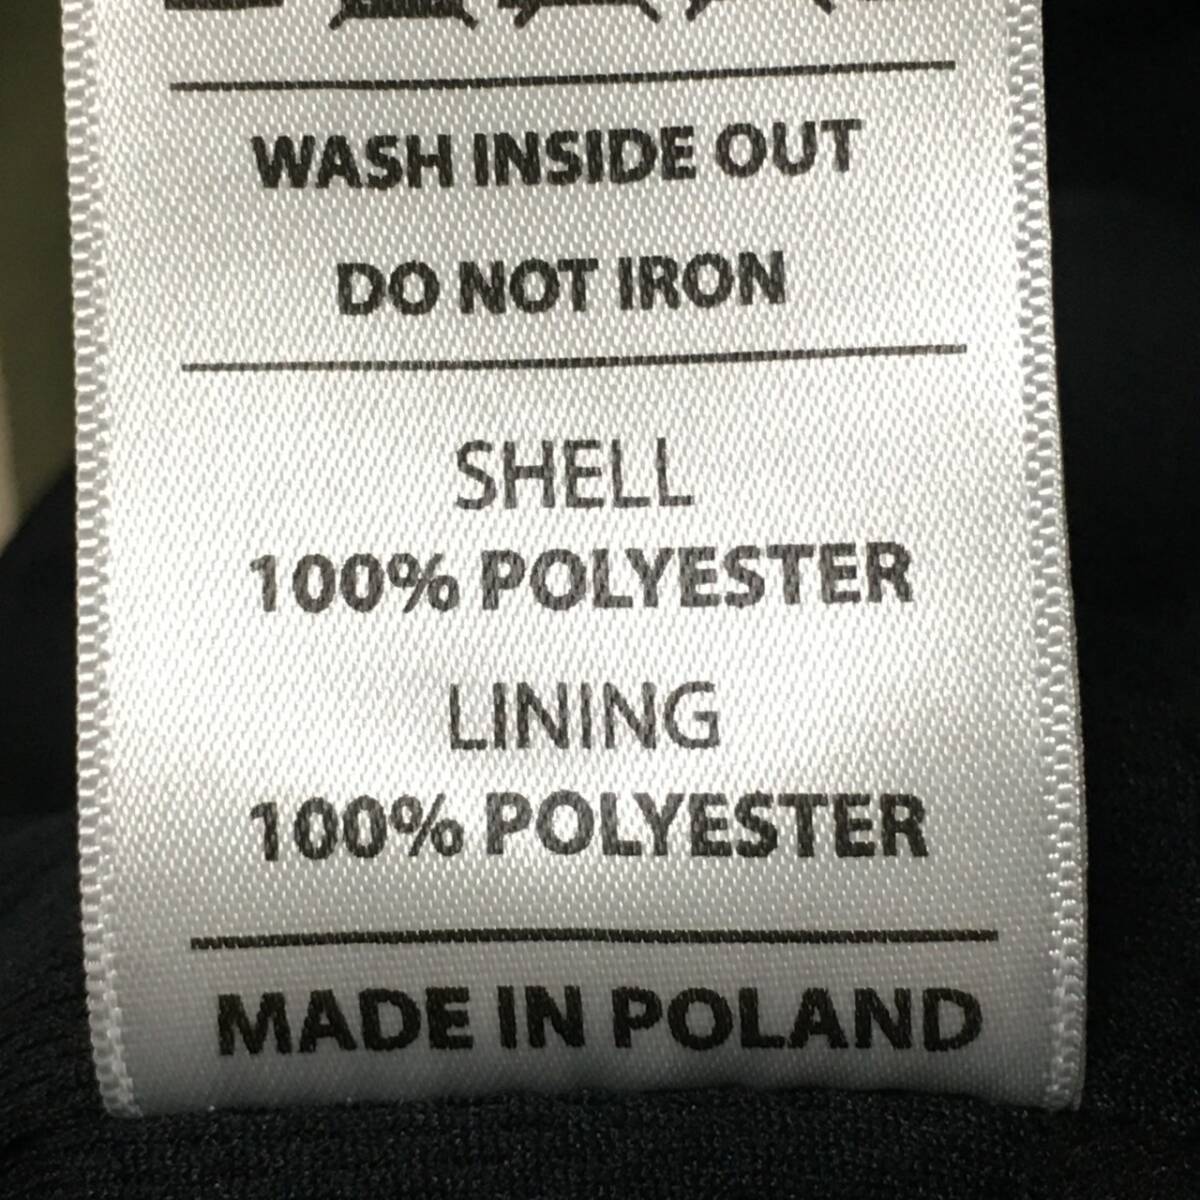 WASH INSIDE OUT
DO NOT IRON
SHELL
100% POLYESTER
LINING
100% POLYESTER
MADE IN POLAND